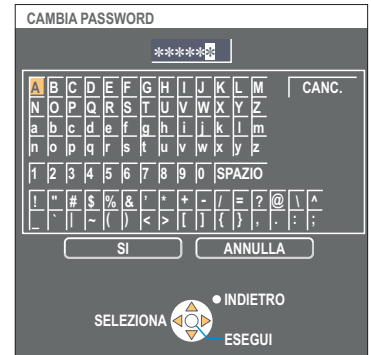 CAMBIA PASSWORD
******
A B C D E F G H I J K L M CANC.
N O P Q R S T U V W X Y Z
a b c d e f g h i j k l m
n o p q r s t u v w x y z
1 2 3 4 5 6 7 8 9 0 SPAZIO
! " # $ % & ' * + - / = ? @ \ ^
_ ` | ~ ( ) < > [ ] { } , . : ;
SI ANNULLA
INDIETRO
SELEZIONA
ESEGUI